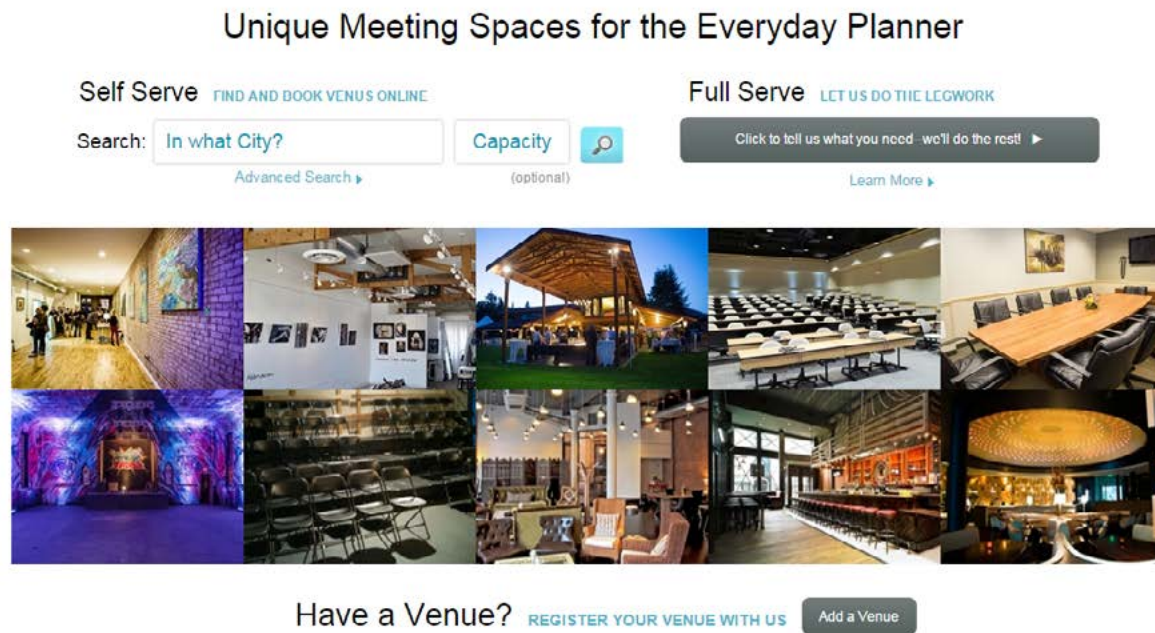 Unique Meeting Spaces for the Everyday Planner
Self Serve FIND AND BOOK VENUS ONLINE
Search: In what City? Capacity
Advanced Search (optional)
Full Serve LET US DO THE LEGWORK
Click to tell us what you need--we'll do the rest!
Learn More
Have a Venue? REGISTER YOUR VENUE WITH US Add a Venue